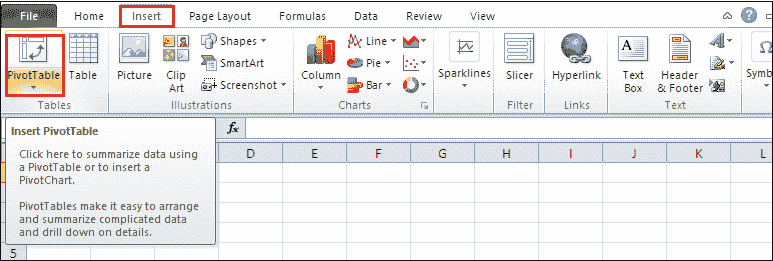 File Home Insert Page Layout Formulas Data Review View
PivotTable Table Picture Clip Art Shapes SmartArt Screenshot Column Line Pie Bar Sparklines Slicer Hyperlink Text Box Header & Footer
Tables Illustrations Charts Filter Links Text
Insert PivotTable
fx
Click here to summarize data using
a PivotTable or to insert a
PivotChart.
PivotTables make it easy to arrange
and summarize complicated data
and drill down on details.
D E F G H I J K L
5